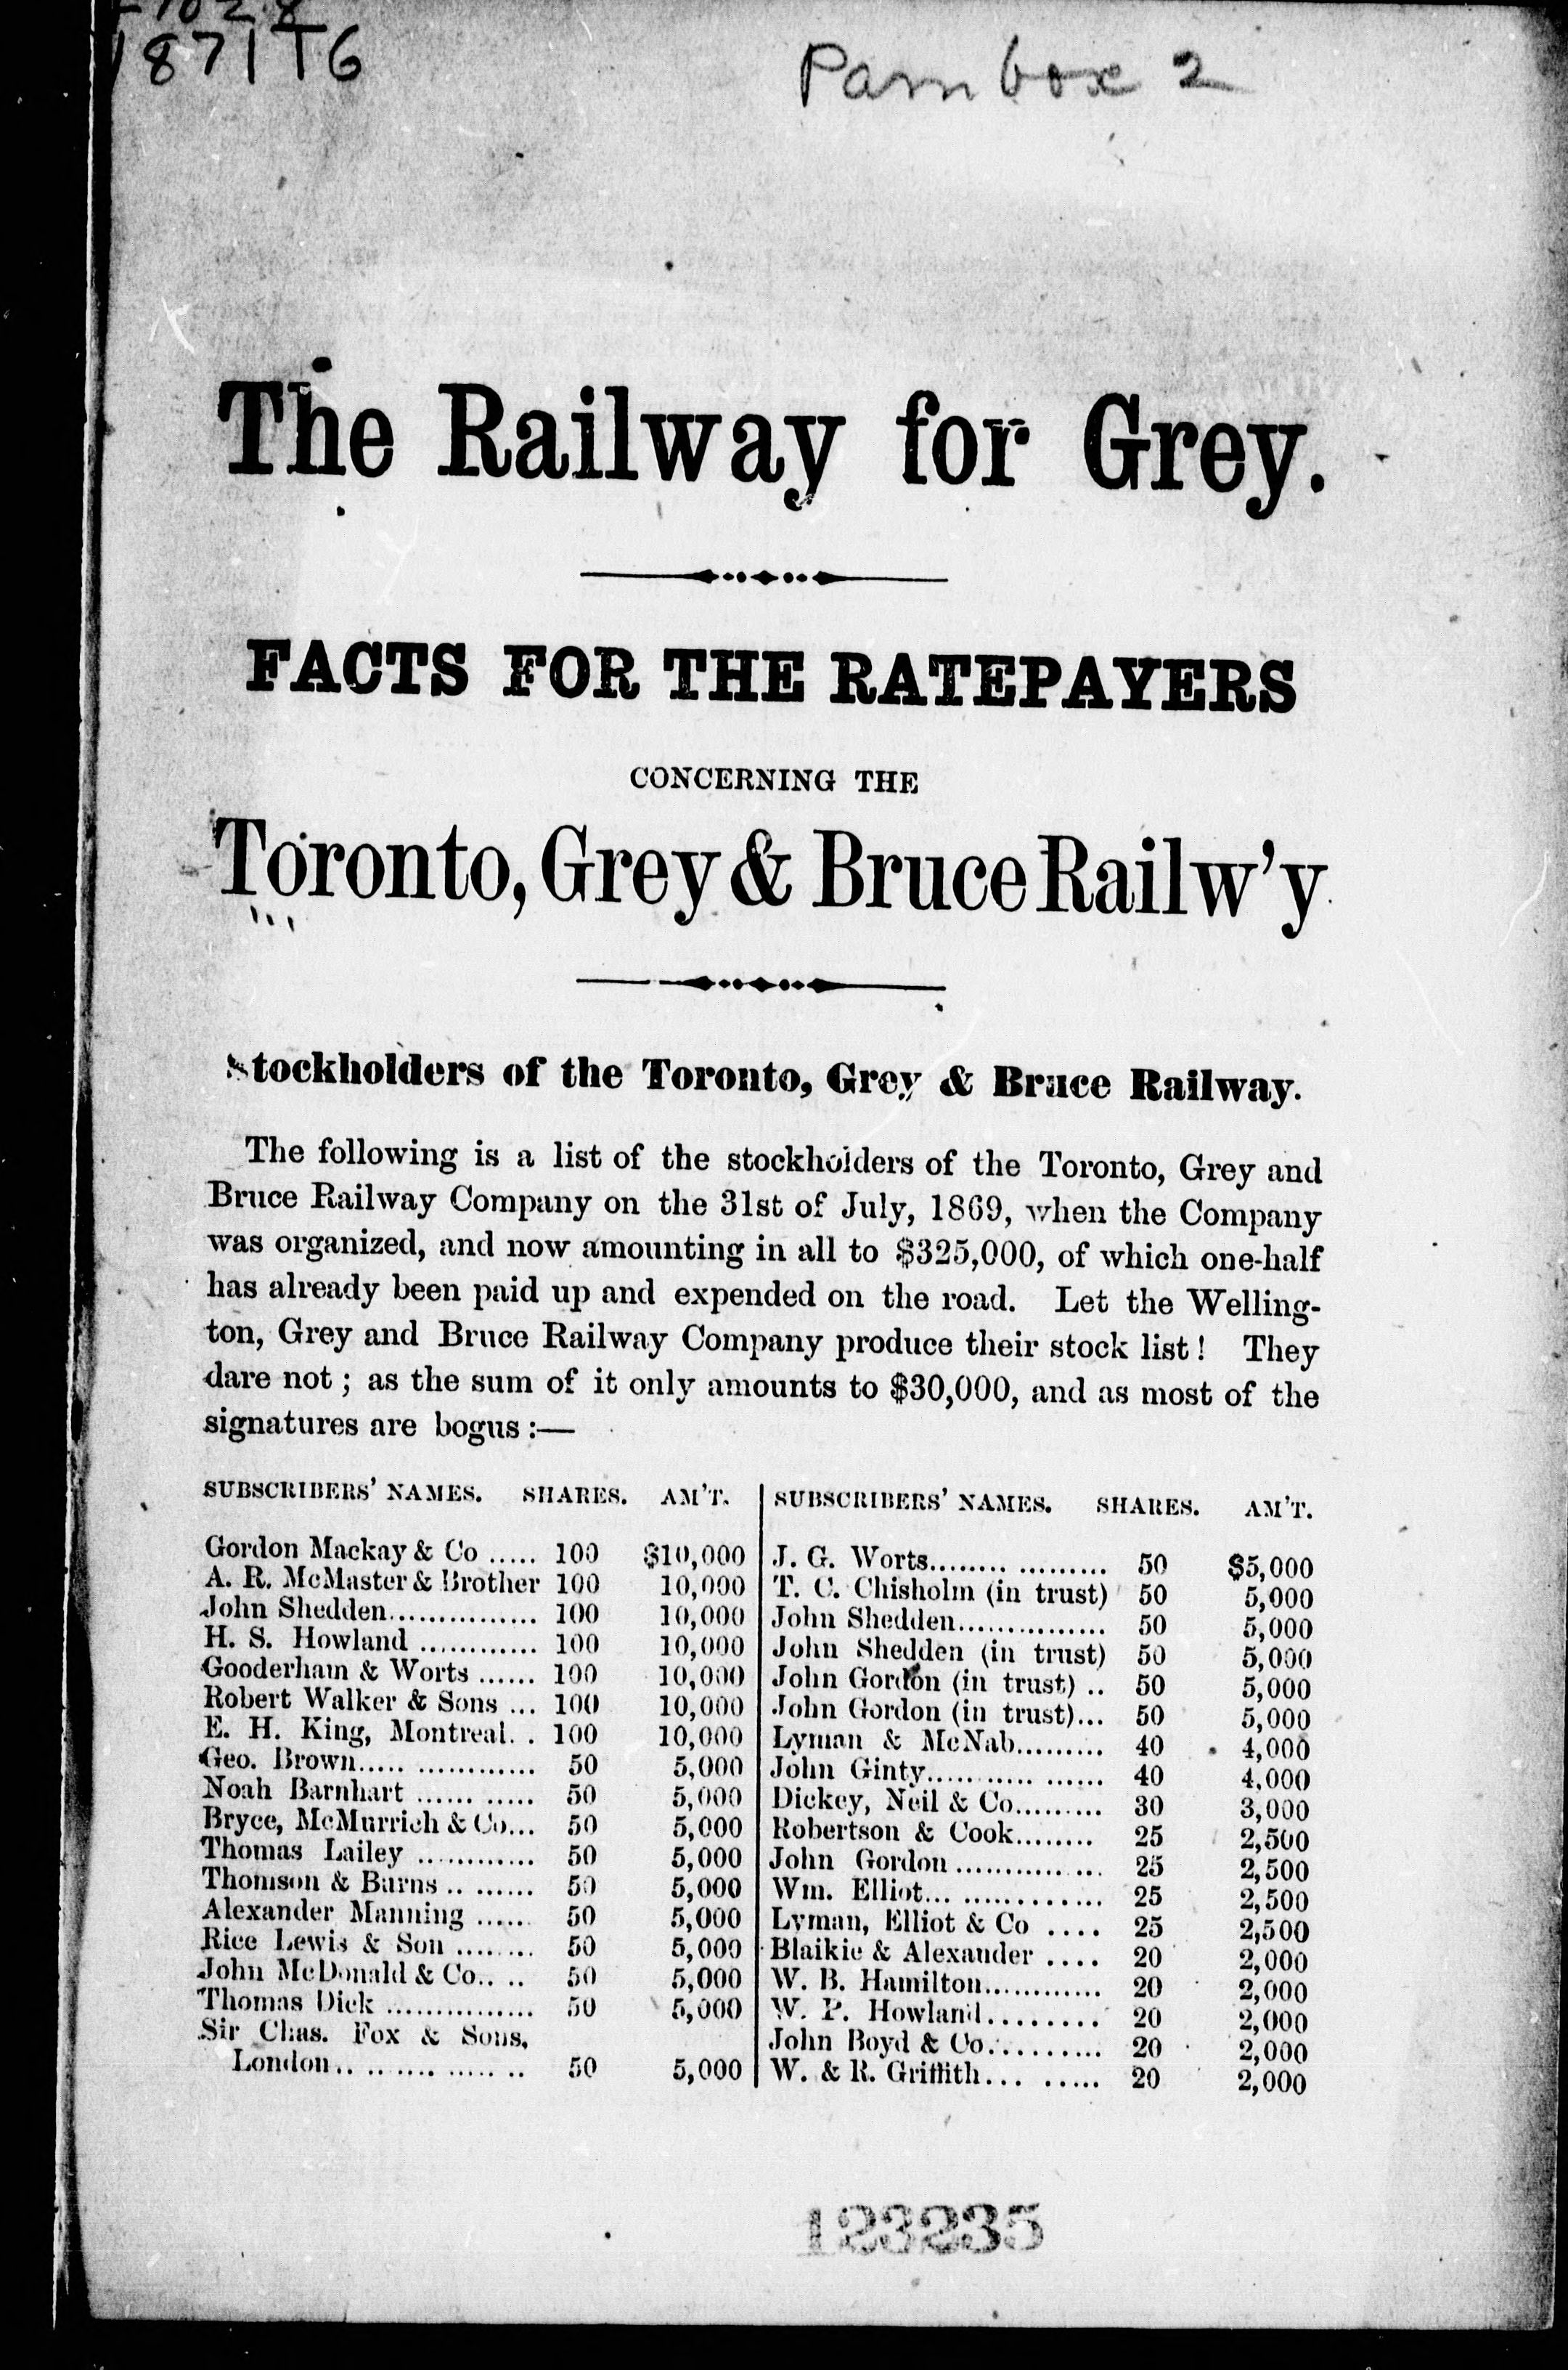 1871T6
Pam box 2
The Railway for Grey.
FACTS FOR THE RATEPAYERS
CONCERNING THE
Toronto, Grey & Bruce Railw'y
Stockholders of the Toronto, Grey & Bruce Railway.
The following is a list of the stockholders of the Toronto, Grey and
Bruce Railway Company on the 31st of July, 1869, when the Company
was organized, and now amounting in all to $325,000, of which one-half
has already been paid up and expended on the road. Let the Welling-
ton, Grey and Bruce Railway Company produce their stock list! They
dare not; as the sum of it only amounts to $30,000, and as most of the
signatures are bogus:—
SUBSCRIBERS' NAMES. SHARES. AM'T.
Gordon Mackay & Co ..... 100 $10,000
A. R. McMaster & Brother 100 10,000
John Shedden............... 100 10,000
H. S. Howland ............ 100 10,000
Gooderham & Worts ...... 100 10,000
Robert Walker & Sons ... 100 10,000
E. H. King, Montreal. . 100 10,000
Geo. Brown................. 50 5,000
Noah Barnhart ........... 50 5,000
Bryce, McMurrich & Co... 50 5,000
Thomas Lailey ............ 50 5,000
Thomson & Burns ........ 50 5,000
Alexander Manning ...... 50 5,000
Rice Lewis & Son ........ 50 5,000
John McDonald & Co.. .. 50 5,000
Thomas Dick ............... 50 5,000
Sir Chas. Fox & Sons,
London................. 50 5,000
SUBSCRIBERS' NAMES. SHARES. AM'T.
J. G. Worts................. 50 $5,000
T. C. Chisholm (in trust) 50 5,000
John Shedden............... 50 5,000
John Shedden (in trust) 50 5,000
John Gordon (in trust) .. 50 5,000
John Gordon (in trust)... 50 5,000
Lyman & McNab......... 40 4,000
John Ginty................. 40 4,000
Dickey, Neil & Co......... 30 3,000
Robertson & Cook........ 25 2,500
John Gordon ............... 25 2,500
Wm. Elliot................ 25 2,500
Lyman, Elliot & Co .... 25 2,500
Blaikie & Alexander .... 20 2,000
W. B. Hamilton............ 20 2,000
W. P. Howland......... 20 2,000
John Boyd & Co.......... 20 2,000
W. & R. Griffith... ..... 20 2,000
123235